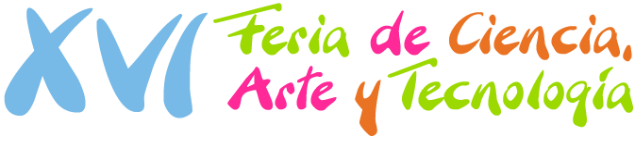 XVI Feria de Ciencia,
Arte y Tecnología